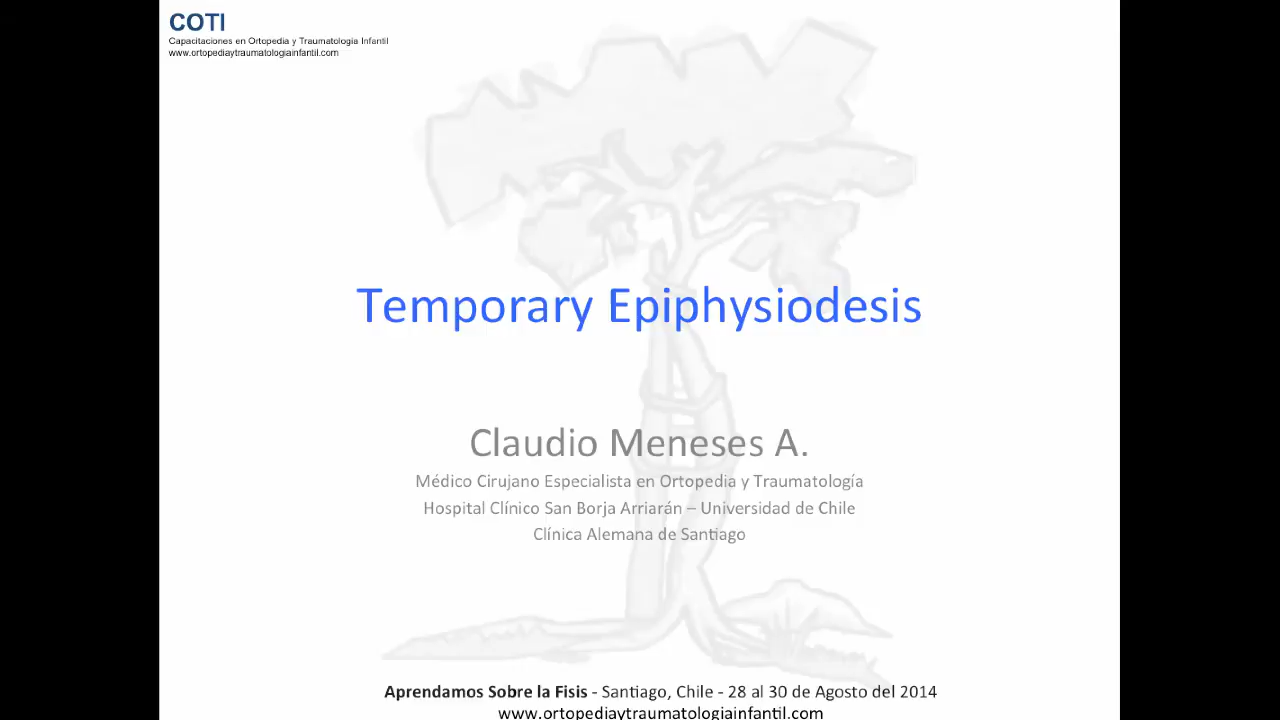 COTI
Capacitaciones en Ortopedia y Traumatología Infantil
www.ortopediaytraumatologiainfantil.com
Temporary Epiphysiodesis
Claudio Meneses A.
Médico Cirujano Especialista en Ortopedia y Traumatología
Hospital Clínico San Borja Arriarán – Universidad de Chile
Clínica Alemana de Santiago
Aprendamos Sobre la Fisis - Santiago, Chile - 28 al 30 de Agosto del 2014
www.ortopediaytraumatologiainfantil.com